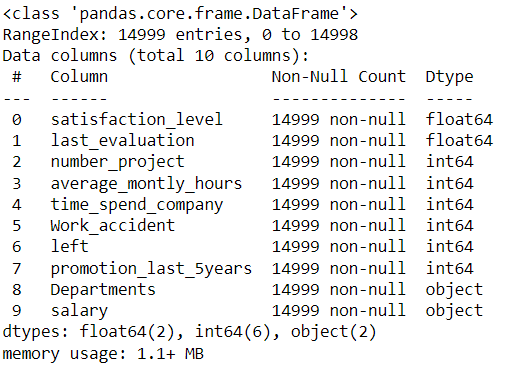 <class 'pandas.core.frame.DataFrame'>
RangeIndex: 14999 entries, 0 to 14998
Data columns (total 10 columns):
 #   Column                 Non-Null Count  Dtype
---  ------                 --------------  -----
 0   satisfaction_level     14999 non-null  float64
 1   last_evaluation        14999 non-null  float64
 2   number_project         14999 non-null  int64
 3   average_montly_hours   14999 non-null  int64
 4   time_spend_company     14999 non-null  int64
 5   Work_accident          14999 non-null  int64
 6   left                   14999 non-null  int64
 7   promotion_last_5years  14999 non-null  int64
 8   Departments            14999 non-null  object
 9   salary                 14999 non-null  object
dtypes: float64(2), int64(6), object(2)
memory usage: 1.1+ MB